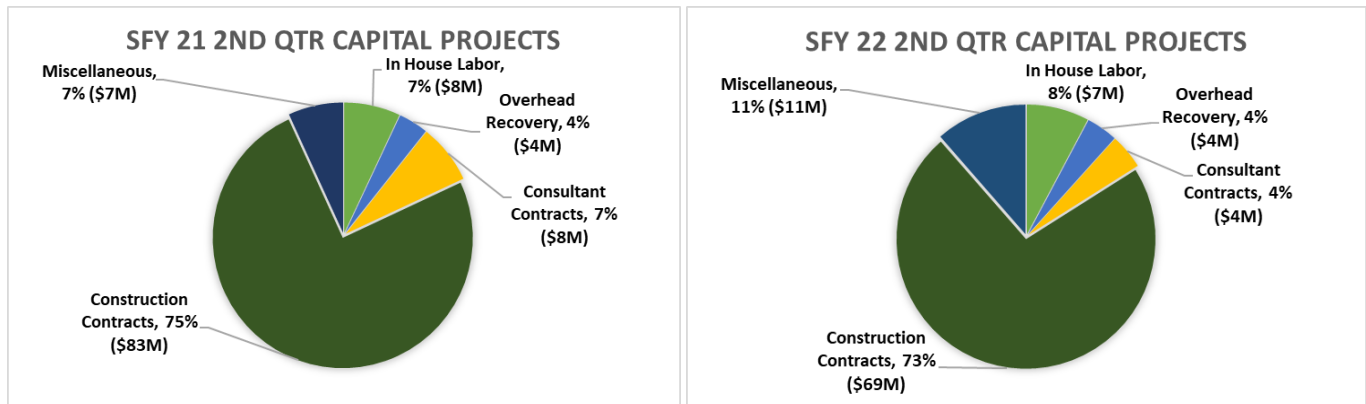 SFY 21 2ND QTR CAPITAL PROJECTS
Miscellaneous,
7% ($7M)
In House Labor,
7% ($8M)
Overhead
Recovery, 4%
($4M)
Consultant
Contracts, 7%
($8M)
Construction
Contracts, 75%
($83M)
SFY 22 2ND QTR CAPITAL PROJECTS
Miscellaneous,
11% ($11M)
In House Labor,
8% ($7M)
Overhead
Recovery, 4%
($4M)
Consultant
Contracts, 4%
($4M)
Construction
Contracts, 73%
($69M)